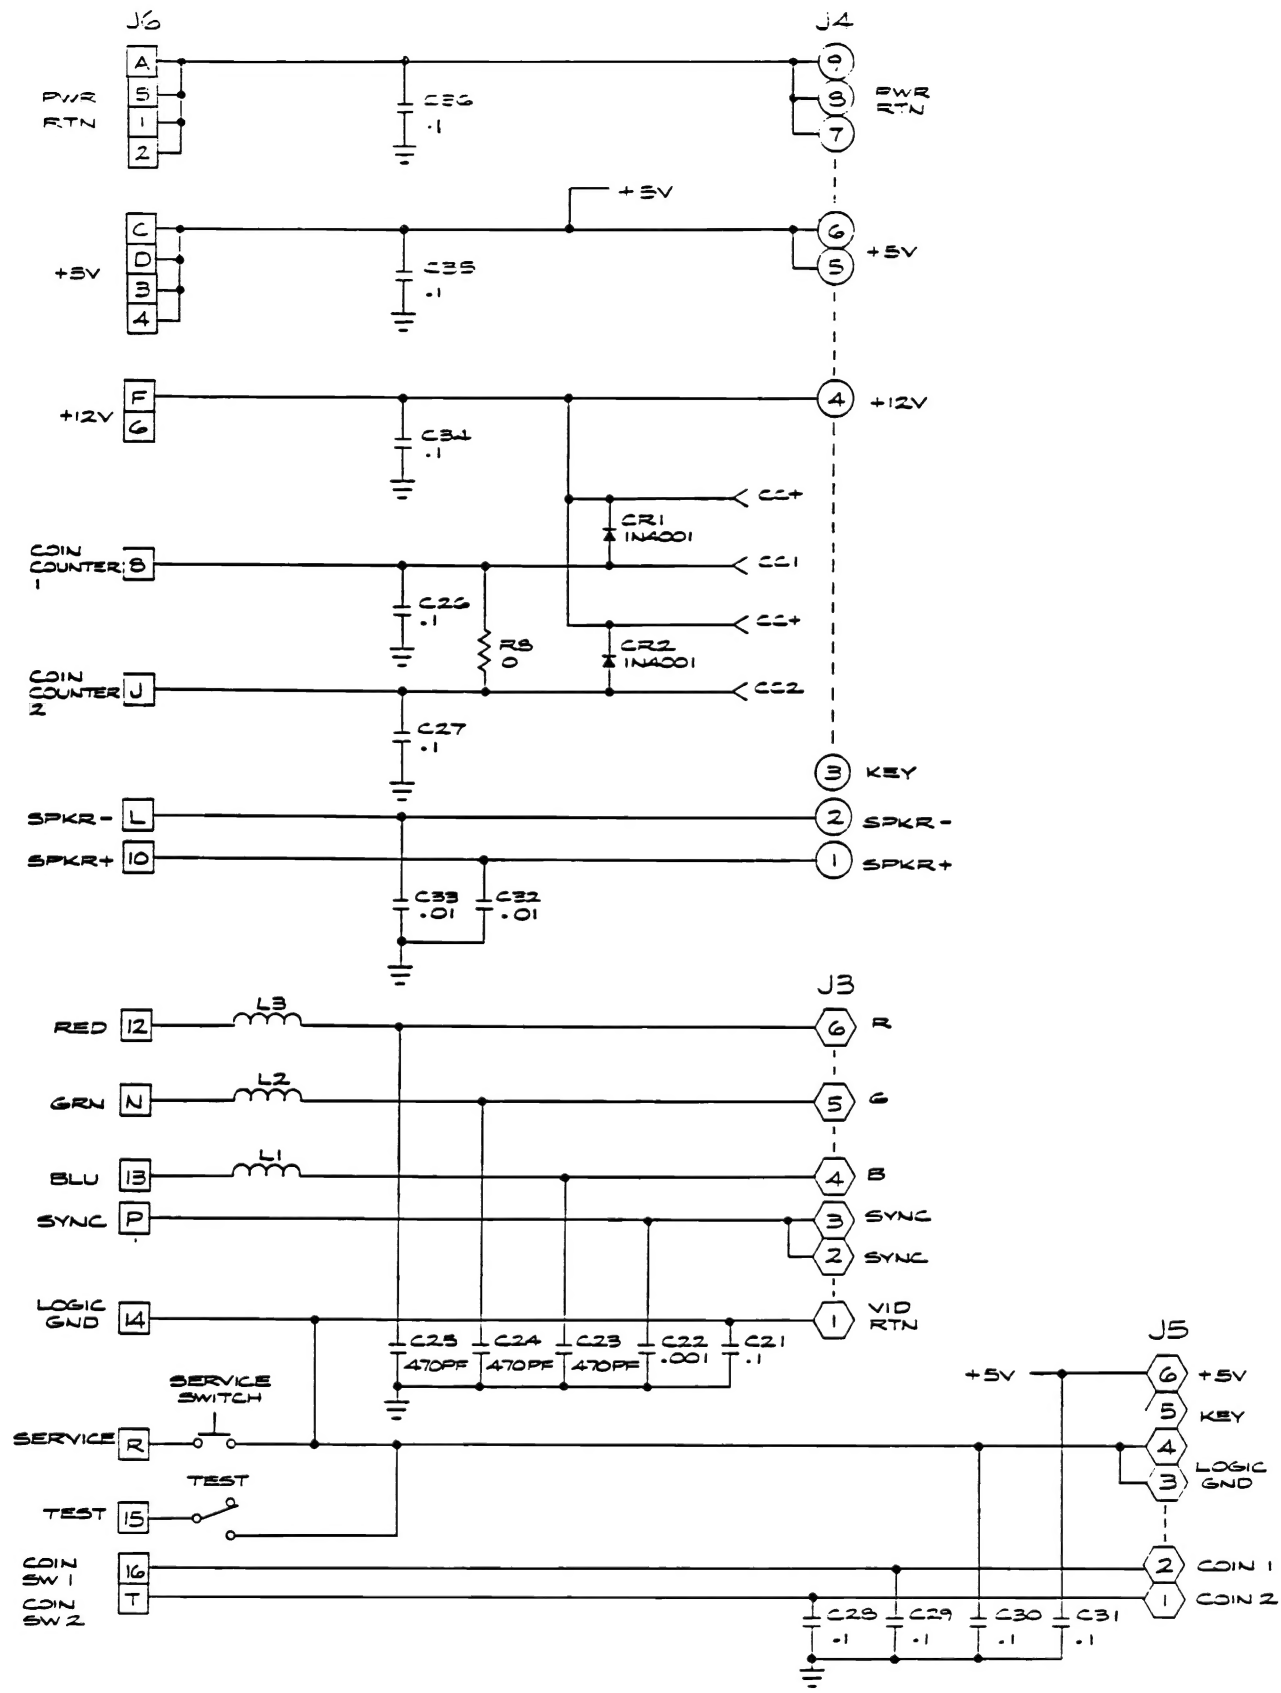 J6
J4
A
9
PWR
RTN
5
1
2
C36
.1
8
7
PWR
RTN
+5V
C
D
3
4
+5V
C35
.1
6
5
+5V
F
6
+12V
C34
.1
4
+12V
CC+
CR1
1N4001
COIN
COUNTER
1
8
CC1
C26
.1
CC+
R8
0
CR2
1N4001
COIN
COUNTER
2
J
CC2
C27
.1
3
KEY
SPKR-
L
2
SPKR-
SPKR+
10
1
SPKR+
C33
.01
C32
.01
J3
RED
12
L3
6
R
GRN
N
L2
5
G
BLU
13
L1
4
B
SYNC
P
3
SYNC
2
SYNC
LOGIC
GND
14
1
VID
RTN
C25
470PF
C24
470PF
C23
470PF
C22
.001
C21
.1
J5
+5V
6
+5V
5
KEY
SERVICE
SWITCH
SERVICE
R
4
3
LOGIC
GND
TEST
TEST
15
COIN
SW 1
16
2
COIN 1
COIN
SW 2
T
1
COIN 2
C28
.1
C29
.1
C30
.1
C31
.1